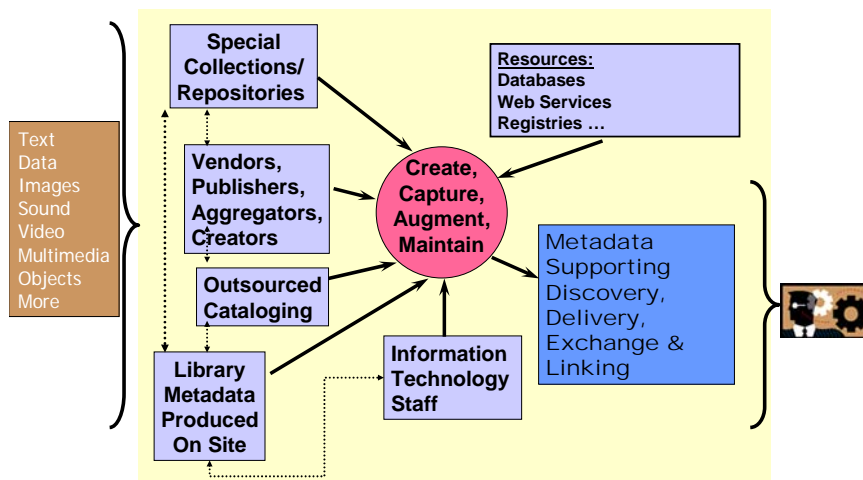 Text
Data
Images
Sound
Video
Multimedia
Objects
More
Special
Collections/
Repositories
Vendors,
Publishers,
Aggregators,
Creators
Outsourced
Cataloging
Library
Metadata
Produced
On Site
Create,
Capture,
Augment,
Maintain
Resources:
Databases
Web Services
Registries …
Information
Technology
Staff
Metadata
Supporting
Discovery,
Delivery,
Exchange &
Linking